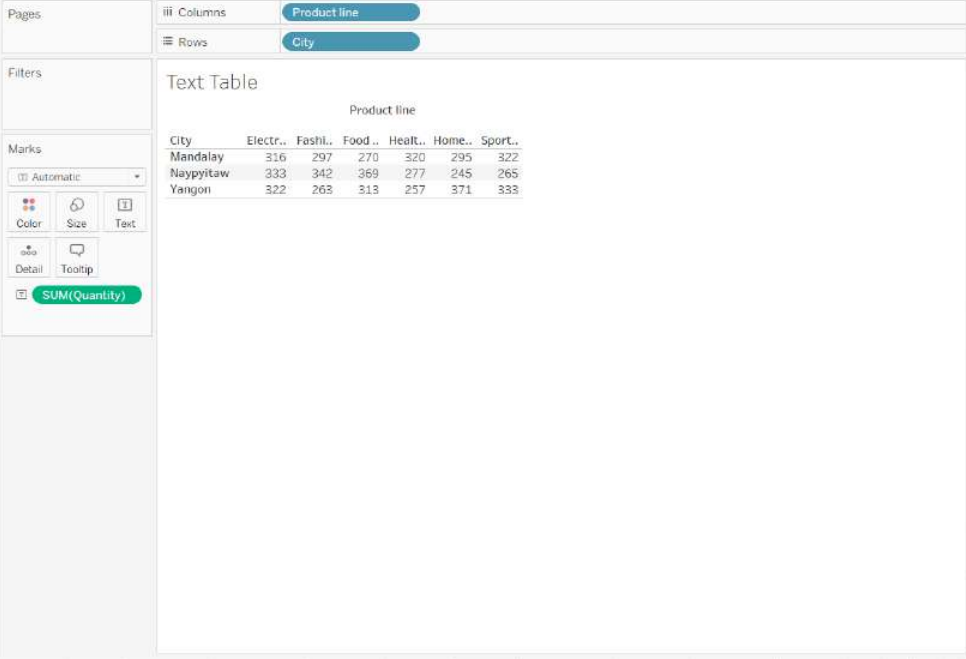 Pages
Columns Product line
Rows City
Filters
Text Table
Product line
City Electr.. Fashi.. Food .. Healt.. Home.. Sport..
Mandalay 316 297 270 320 295 322
Naypyitaw 333 342 369 277 245 265
Yangon 322 263 313 257 371 333
Marks
Automatic
Color Size Text
Detail Tooltip
SUM(Quantity)